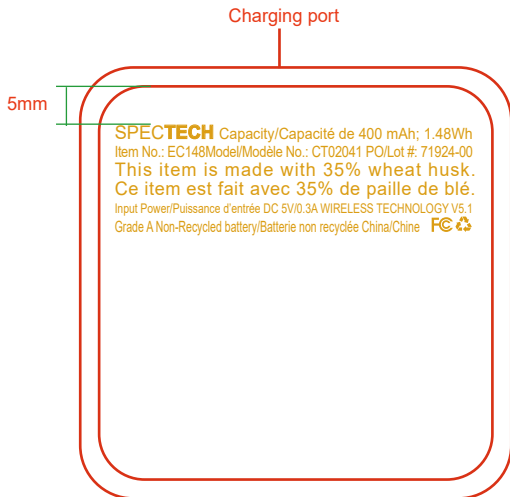 Charging port
5mm
SPECTECH Capacity/Capacité de 400 mAh; 1.48Wh
Item No.: EC148Model/Modèle No.: CT02041 PO/Lot #: 71924-00
This item is made with 35% wheat husk.
Ce item est fait avec 35% de paille de blé.
Input Power/Puissance d'entrée DC 5V/0.3A WIRELESS TECHNOLOGY V5.1
Grade A Non-Recycled battery/Batterie non recyclée China/Chine FC